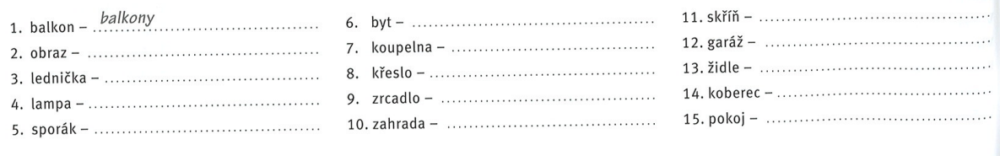 1. balkon – balkony
2. obraz –
3. lednička –
4. lampa –
5. sporák –
6. byt –
7. koupelna –
8. křeslo –
9. zrcadlo –
10. zahrada –
11. skříň –
12. garáž –
13. židle –
14. koberec –
15. pokoj –